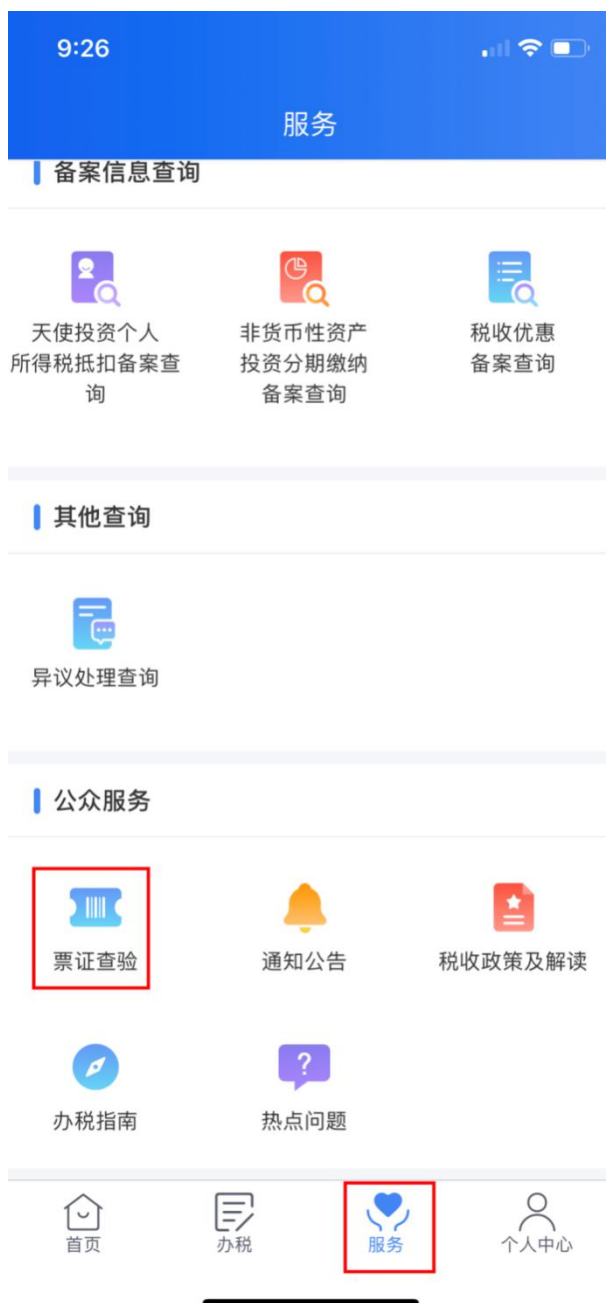 9:26
服务
备案信息查询
天使投资个人
所得税抵扣备案查
询
非货币性资产
投资分期缴纳
备案查询
税收优惠
备案查询
其他查询
异议处理查询
公众服务
票证查验
通知公告
税收政策及解读
办税指南
?
热点问题
首页
办税
服务
个人中心